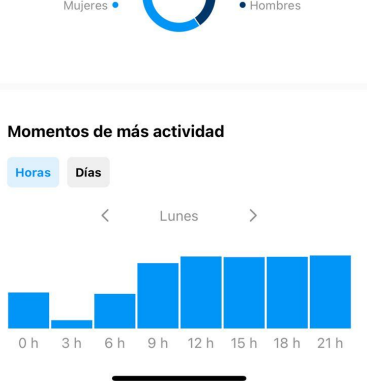 Mujeres
Hombres
Momentos de más actividad
Horas Días
Lunes
0 h 3 h 6 h 9 h 12 h 15 h 18 h 21 h